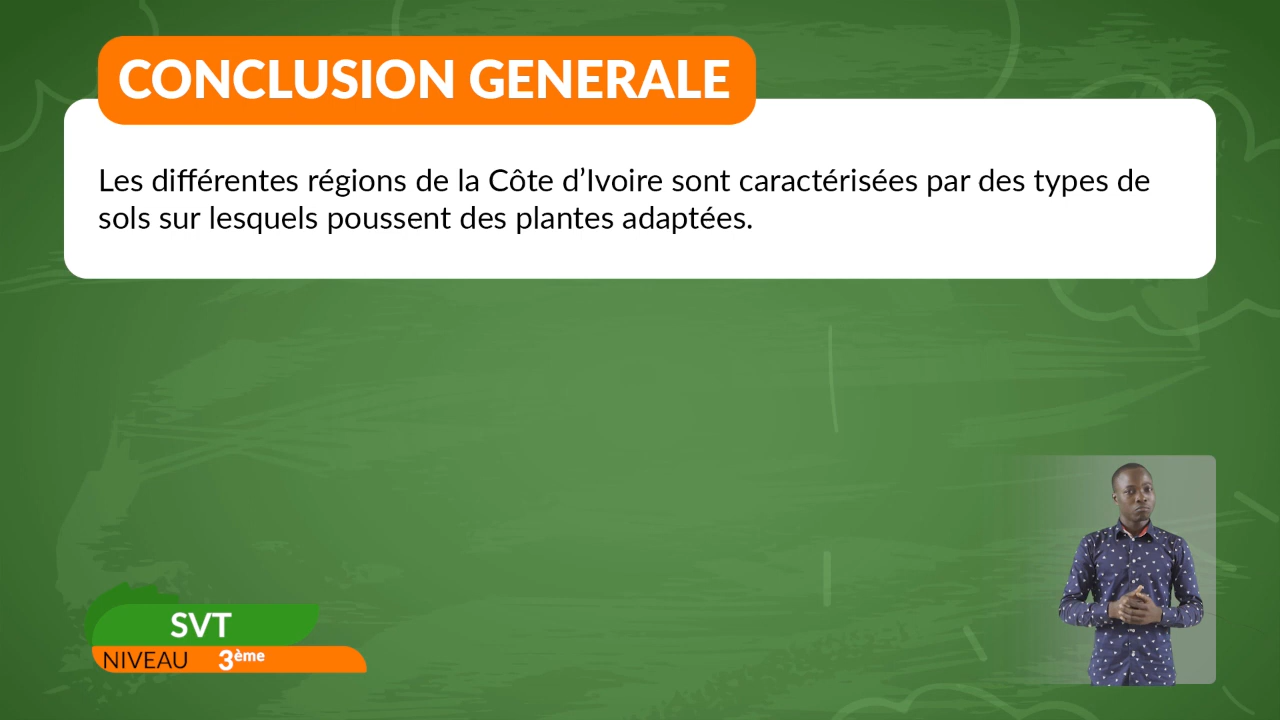 CONCLUSION GENERALE
Les différentes régions de la Côte d’Ivoire sont caractérisées par des types de
sols sur lesquels poussent des plantes adaptées.
SVT
NIVEAU 3ème